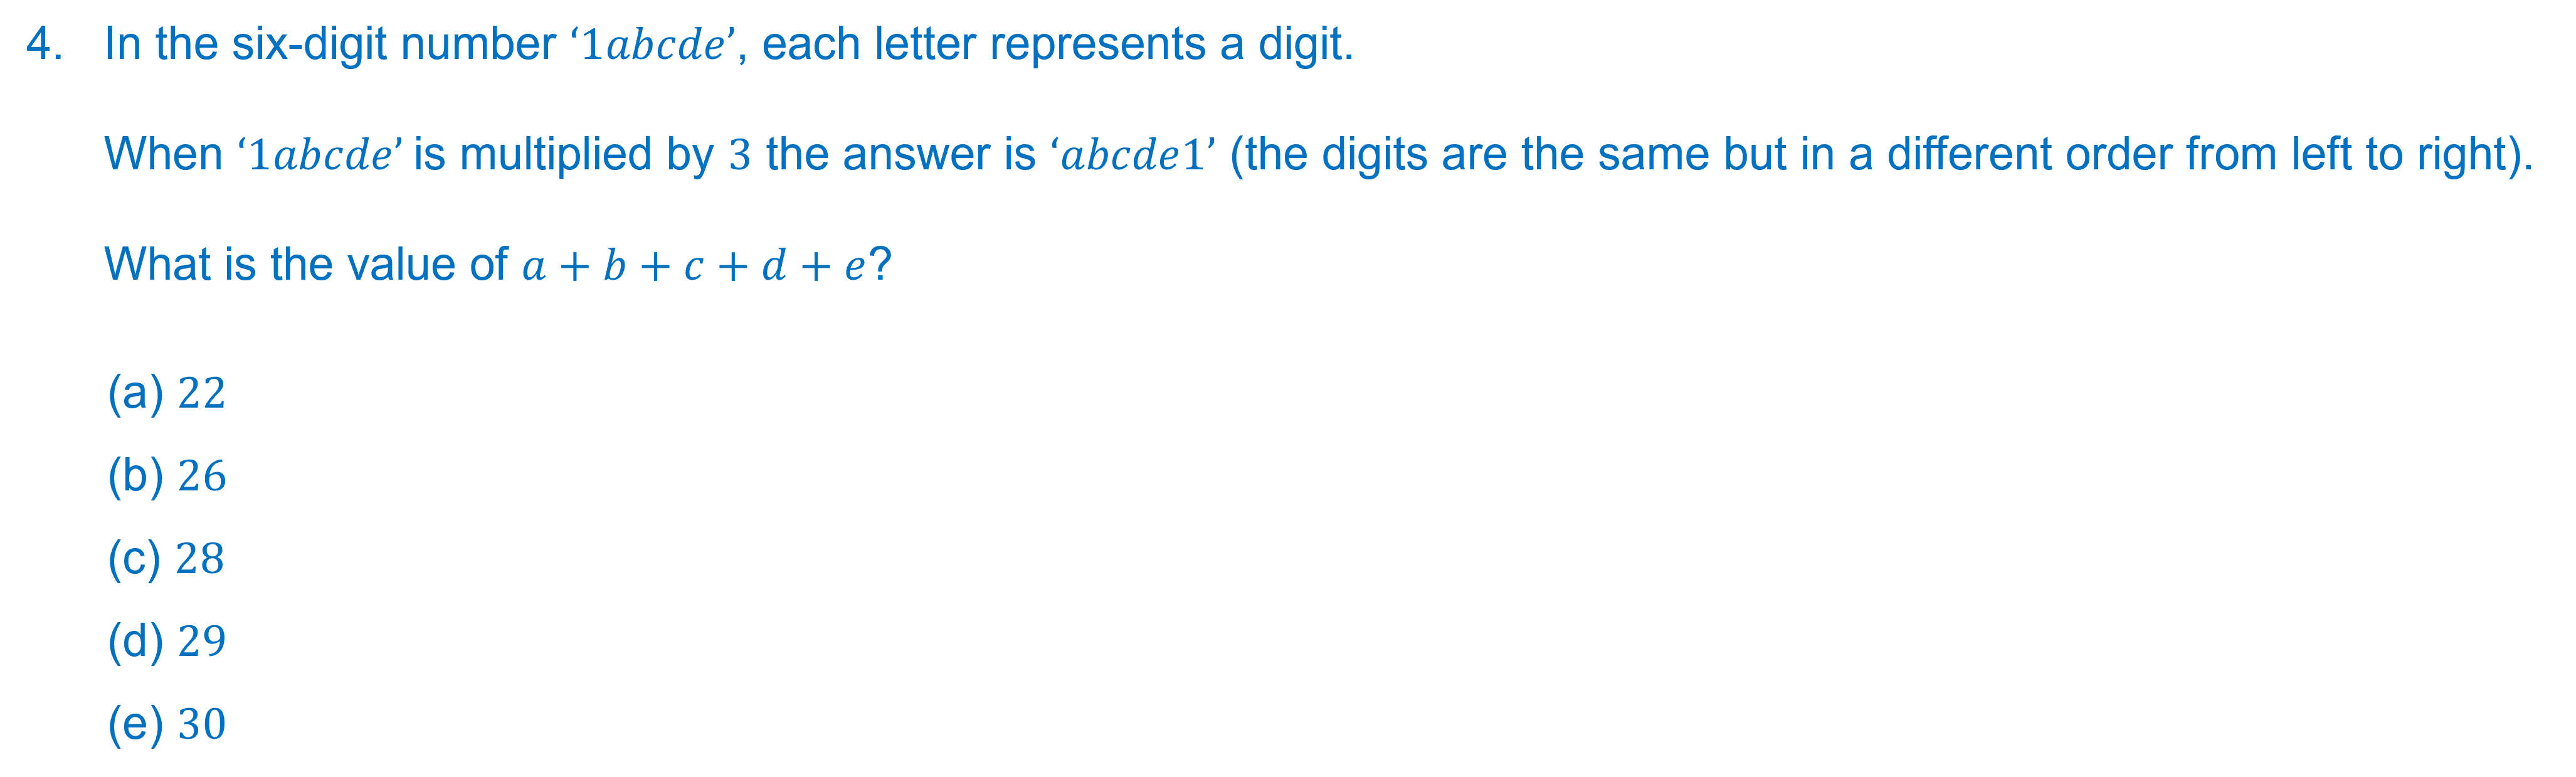 4. In the six-digit number ‘1abcde’, each letter represents a digit.
When ‘1abcde’ is multiplied by 3 the answer is ‘abcde1’ (the digits are the same but in a different order from left to right).
What is the value of a + b + c + d + e?
(a) 22
(b) 26
(c) 28
(d) 29
(e) 30